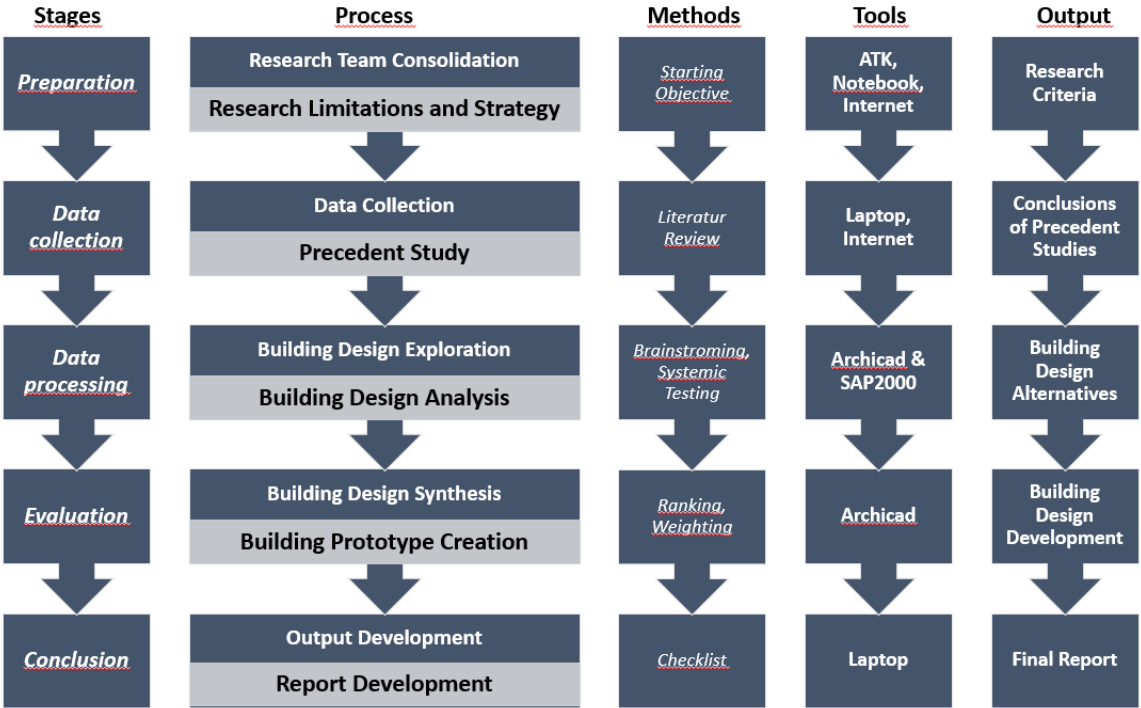 Stages
Process
Methods
Tools
Output
Preparation
Research Team Consolidation
Research Limitations and Strategy
Starting
Objective
ATK,
Notebook,
Internet
Research
Criteria
Data
collection
Data Collection
Precedent Study
Literatur
Review
Laptop,
Internet
Conclusions
of Precedent
Studies
Data
processing
Building Design Exploration
Building Design Analysis
Brainstroming,
Systemic
Testing
Archicad &
SAP2000
Building
Design
Alternatives
Evaluation
Building Design Synthesis
Building Prototype Creation
Ranking,
Weighting
Archicad
Building
Design
Development
Conclusion
Output Development
Report Development
Checklist
Laptop
Final Report